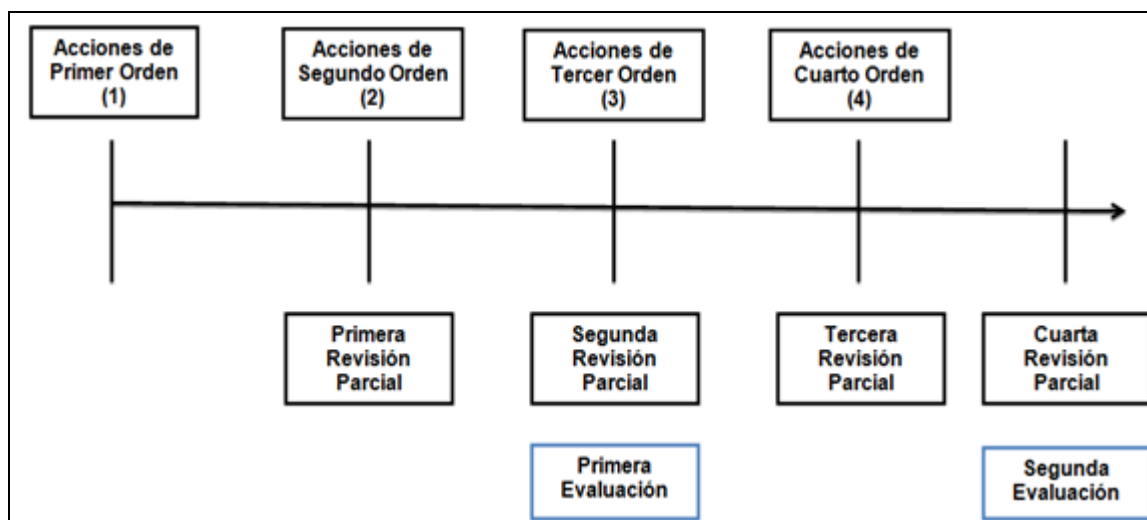 Acciones de
Primer Orden
(1)
Acciones de
Segundo Orden
(2)
Acciones de
Tercer Orden
(3)
Acciones de
Cuarto Orden
(4)
Primera
Revisión
Parcial
Segunda
Revisión
Parcial
Tercera
Revisión
Parcial
Cuarta
Revisión
Parcial
Primera
Evaluación
Segunda
Evaluación